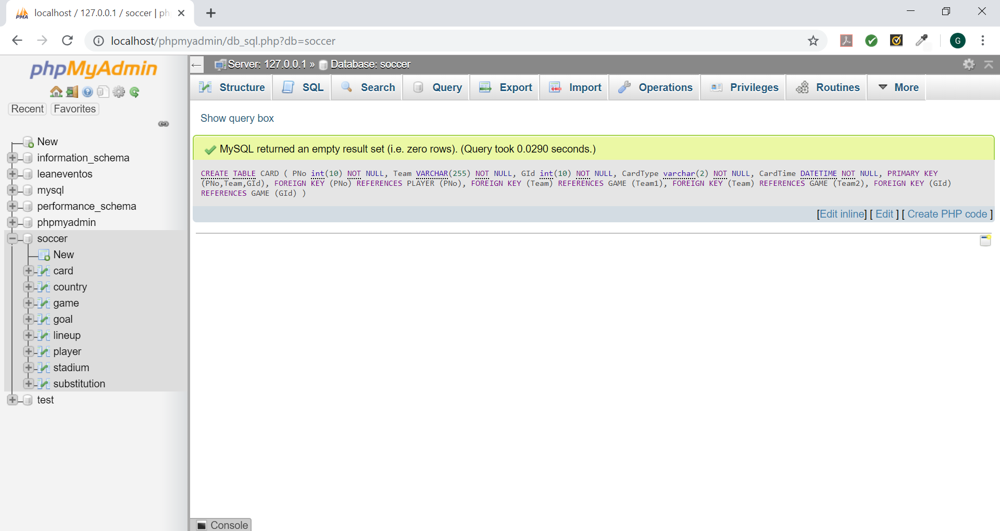 localhost / 127.0.0.1 / soccer | ph
localhost/phpmyadmin/db_sql.php?db=soccer
G
phpMyAdmin
Recent Favorites
New
information_schema
leaneventos
mysql
performance_schema
phpmyadmin
soccer
New
card
country
game
goal
lineup
player
stadium
substitution
test
Server: 127.0.0.1 » Database: soccer
Structure SQL Search Query Export Import Operations Privileges Routines More
Show query box
MySQL returned an empty result set (i.e. zero rows). (Query took 0.0290 seconds.)
CREATE TABLE CARD ( PNo int(10) NOT NULL, Team VARCHAR(255) NOT NULL, GId int(10) NOT NULL, CardType varchar(2) NOT NULL, CardTime DATETIME NOT NULL, PRIMARY KEY
(PNo,Team,GId), FOREIGN KEY (PNo) REFERENCES PLAYER (PNo), FOREIGN KEY (Team) REFERENCES GAME (Team1), FOREIGN KEY (Team) REFERENCES GAME (Team2), FOREIGN KEY (GId)
REFERENCES GAME (GId) )
[Edit inline] [ Edit ] [ Create PHP code ]
Console